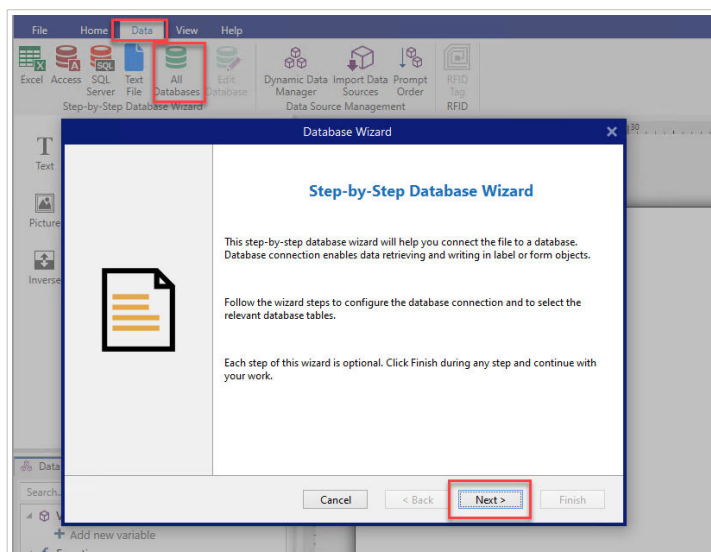 File Home Data View Help
Excel Access SQL Server Text File All Databases Edit Database Dynamic Data Manager Import Data Sources Prompt Order RFID Tag
Step-by-Step Database Wizard Data Source Management RFID
30
Database Wizard
Text
Picture
Inverse
Step-by-Step Database Wizard
This step-by-step database wizard will help you connect the file to a database.
Database connection enables data retrieving and writing in label or form objects.
Follow the wizard steps to configure the database connection and to select the
relevant database tables.
Each step of this wizard is optional. Click Finish during any step and continue with
your work.
Cancel < Back Next > Finish
Data
Search
Add new variable